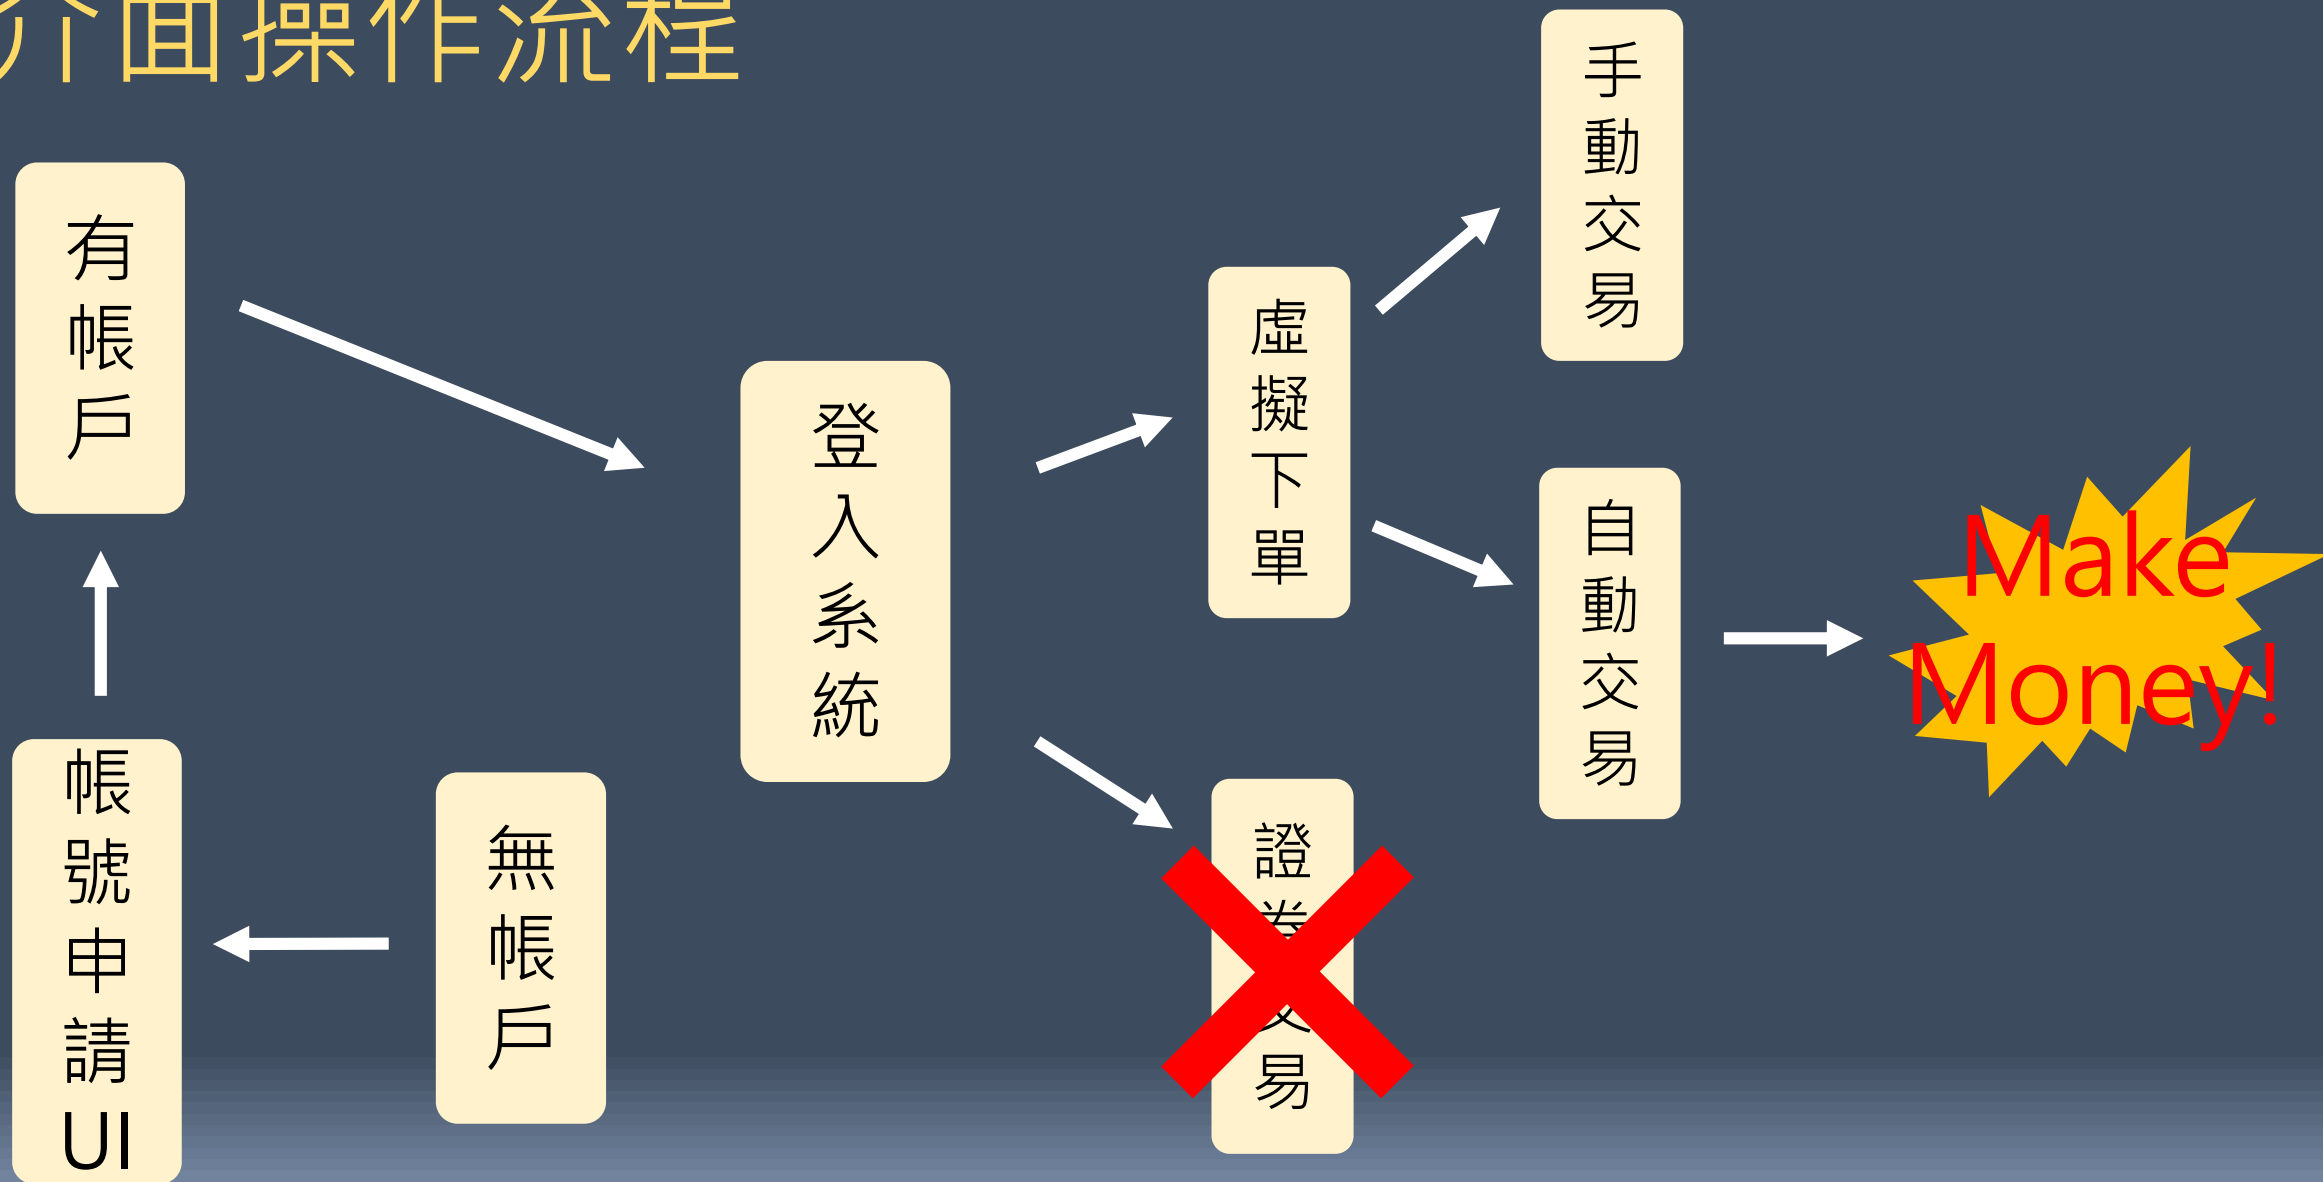 介面操作流程
有帳戶
帳號申請UI
無帳戶
登入系統
虛擬下單
證券交易
手動交易
自動交易
Make
Money!